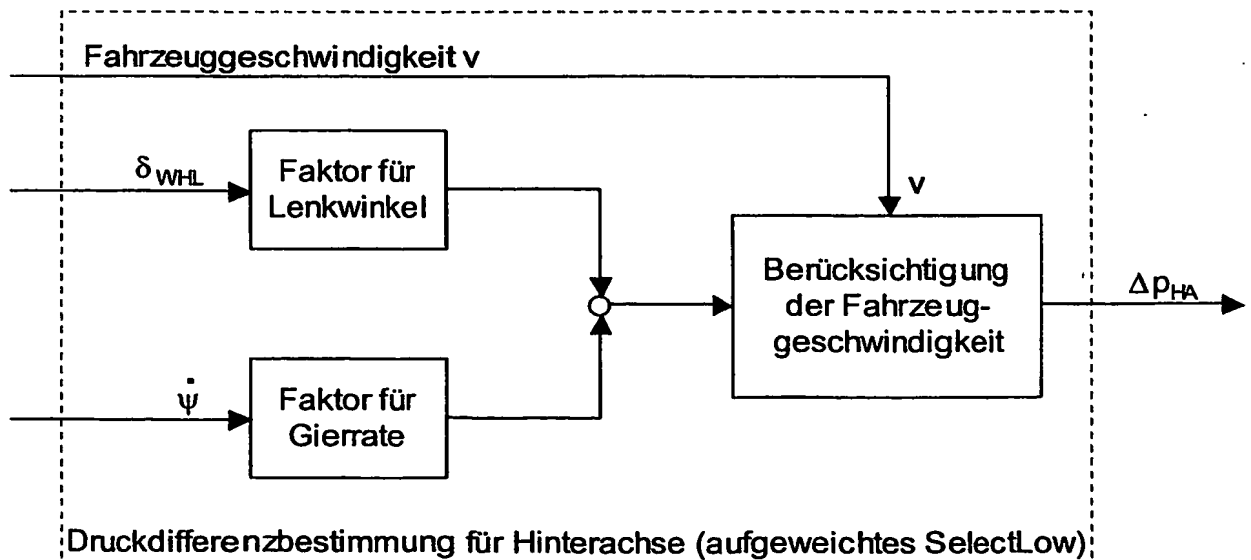 Fahrzeuggeschwindigkeit v
δWHL
Faktor für
Lenkwinkel
v
Berücksichtigung
der Fahrzeug-
geschwindigkeit
ΔpHA
ψ̇
Faktor für
Gierrate
Druckdifferenzbestimmung für Hinterachse (aufgeweichtes SelectLow)